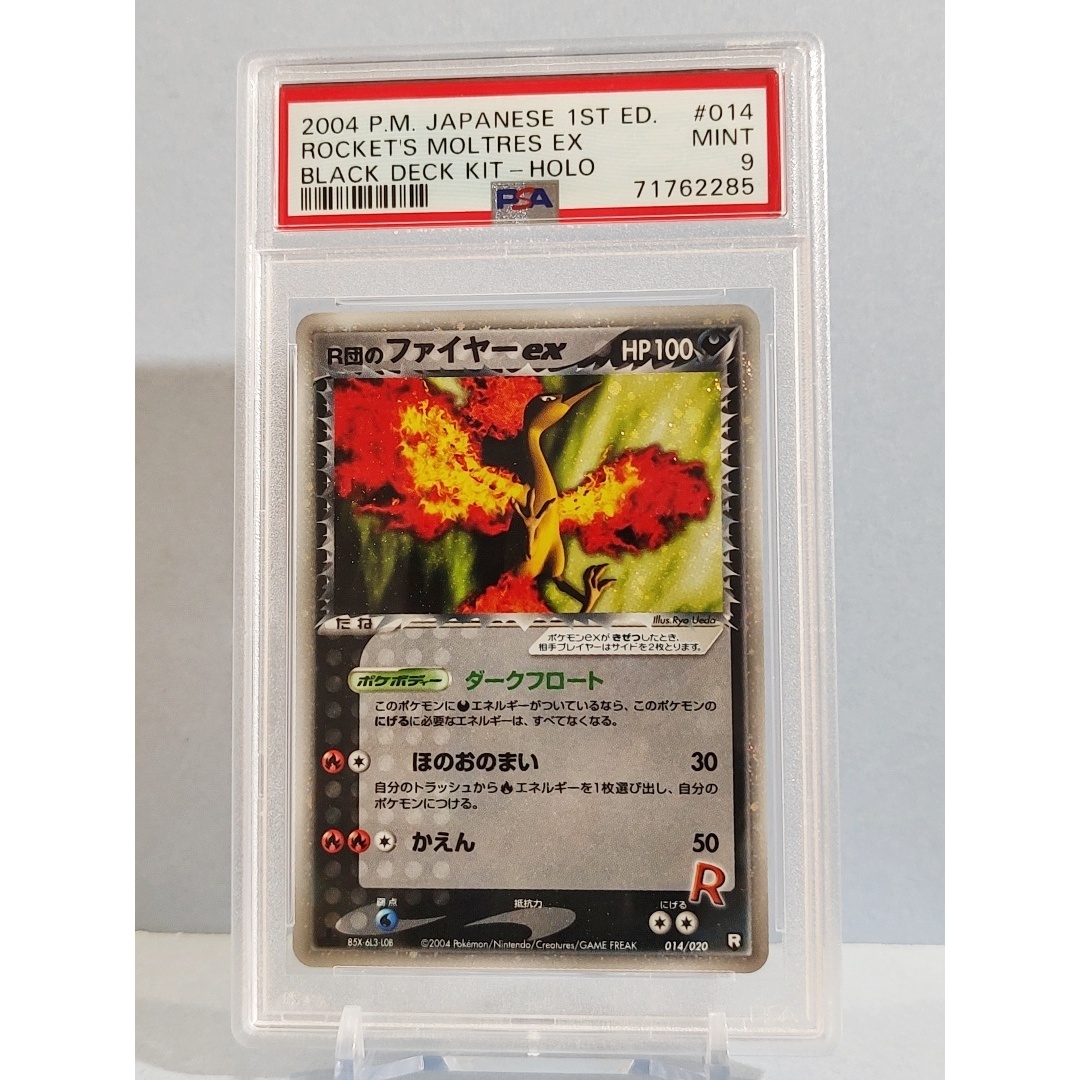 2004 P.M. JAPANESE 1ST ED. #014
ROCKET'S MOLTRES EX MINT
BLACK DECK KIT – HOLO 9
PSA 71762285
R団のファイヤーex HP100
たね Illus. Ryo Ueda
ポケモンexがきぜつしたとき、
相手プレイヤーはサイドを2枚とります。
ポケボディー ダークフロート
このポケモンにエネルギーがついているなら、このポケモンの
にげるに必要なエネルギーは、すべてなくなる。
ほのおのまい 30
自分のトラッシュからエネルギーを1枚選び出し、自分の
ポケモンにつける。
かえん 50
R
弱点 抵抗力 にげる
B5X-6L3-L0B ©2004 Pokémon/Nintendo/Creatures/GAME FREAK 014/020 R